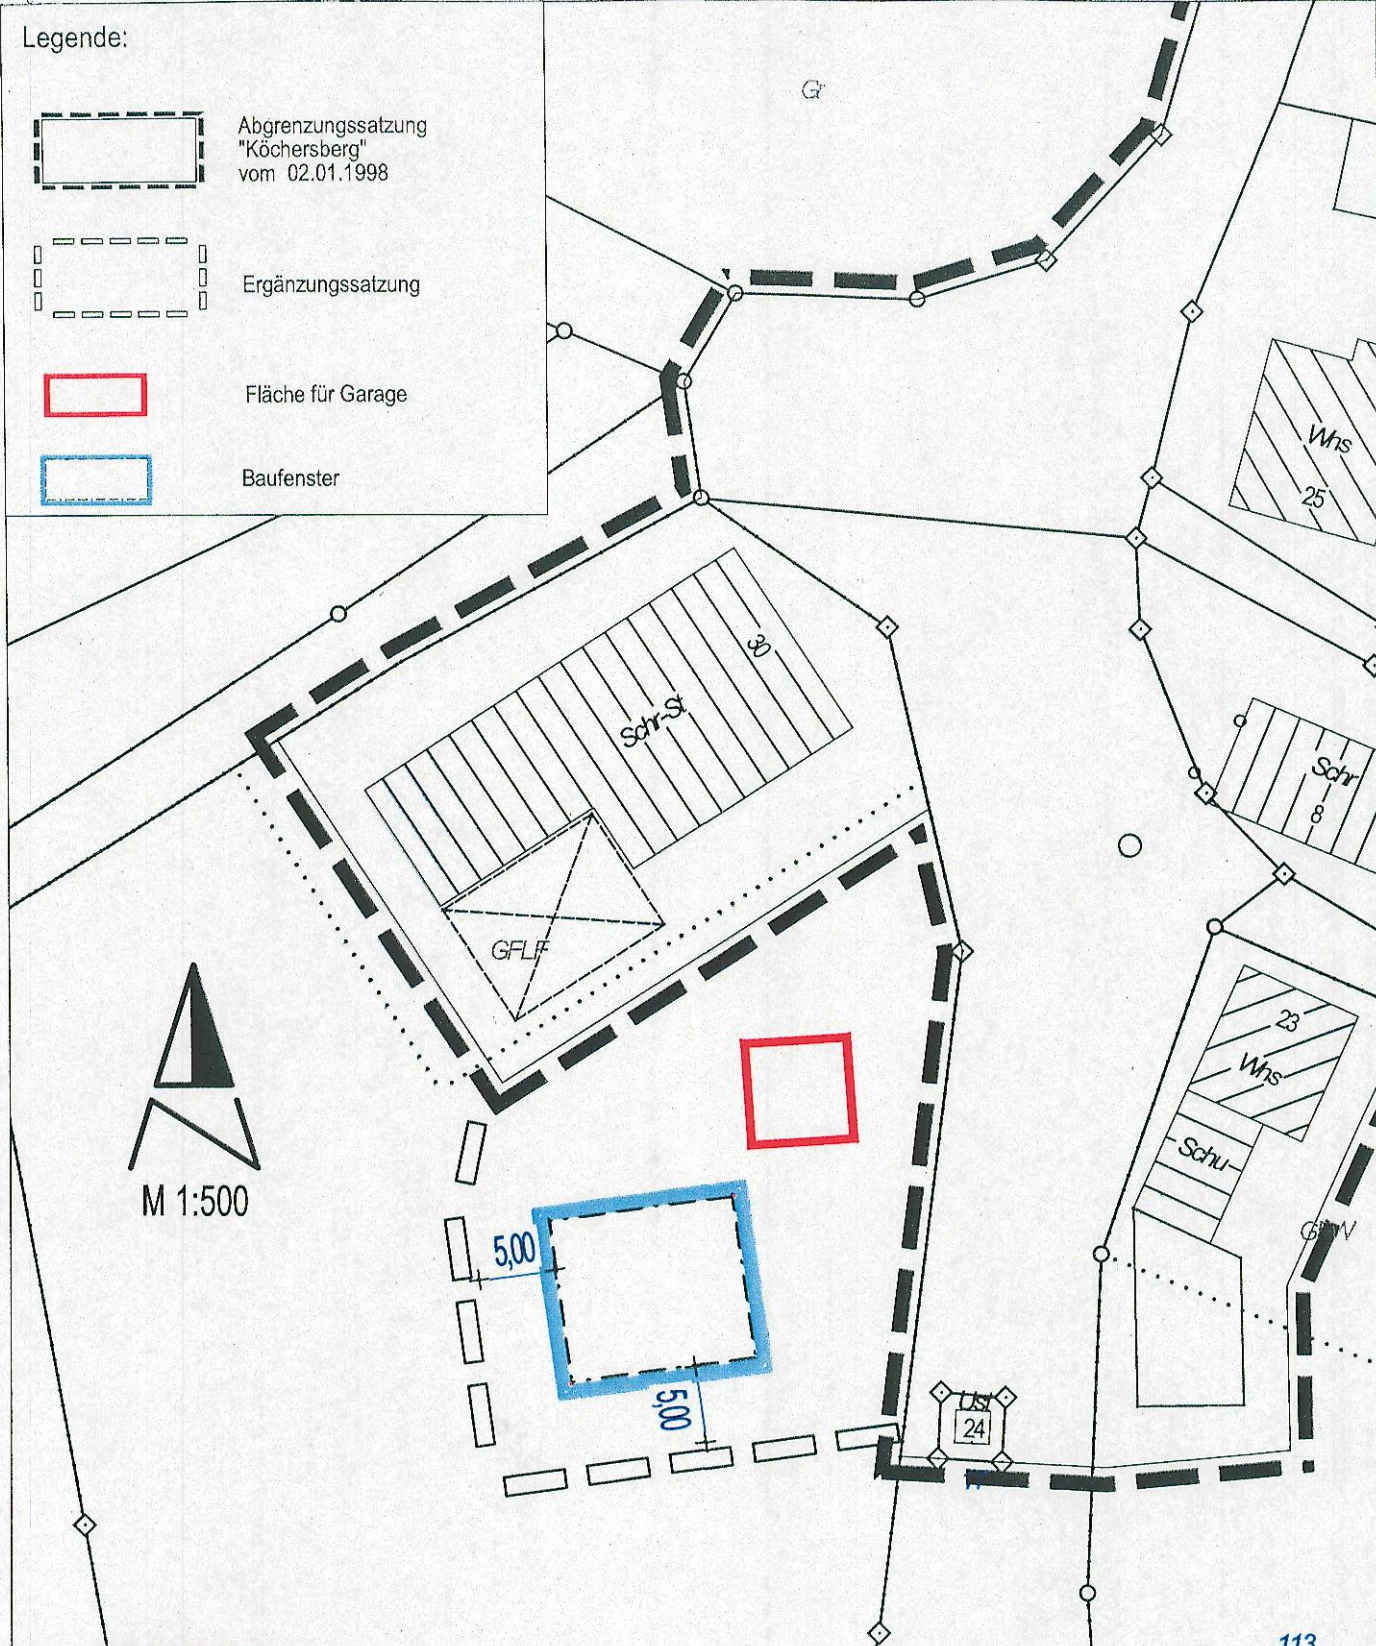 Legende:
Abgrenzungssatzung
"Köchersberg"
vom 02.01.1998
Ergänzungssatzung
Fläche für Garage
Baufenster
Gr
Whs
25
30
Schr-St
Schr
8
GFLF
23
Whs
Schu
M 1:500
5,00
5,00
Ust
24
113